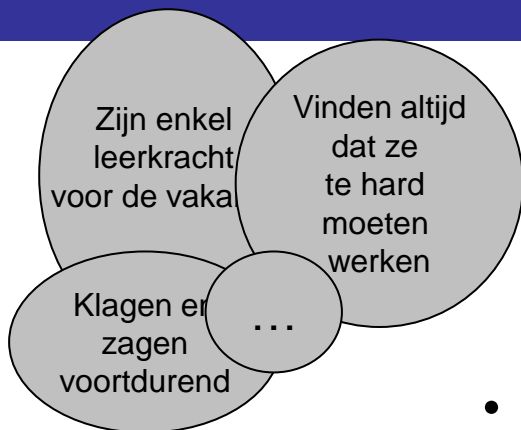 Zijn enkel
leerkracht
voor de
Vinden altijd
dat ze
te hard
moeten
werken
Klagen
zagen
voortdurend
...
•